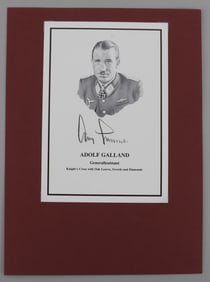 ADOLF GALLAND
Generalleutnant
Knight's Cross with Oak Leaves, Swords and Diamonds